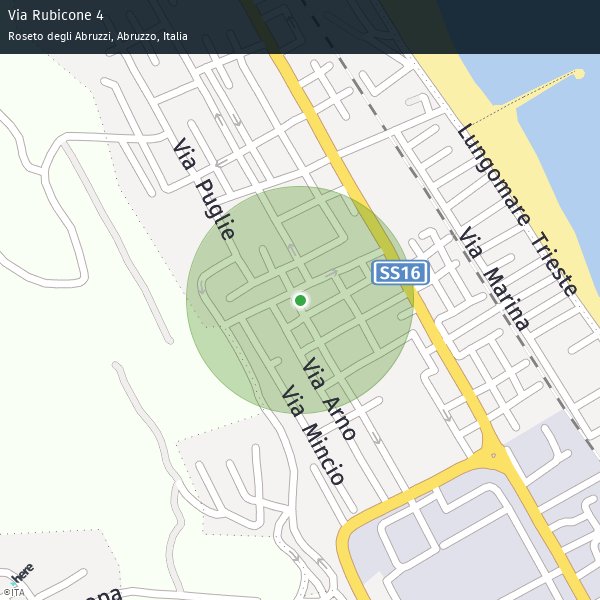 Via Rubicone 4
Roseto degli Abruzzi, Abruzzo, Italia
Via Puglie
Lungomare Trieste
Via Marina
SS16
Via Arno
Via Mincio
here
©ITA
ona